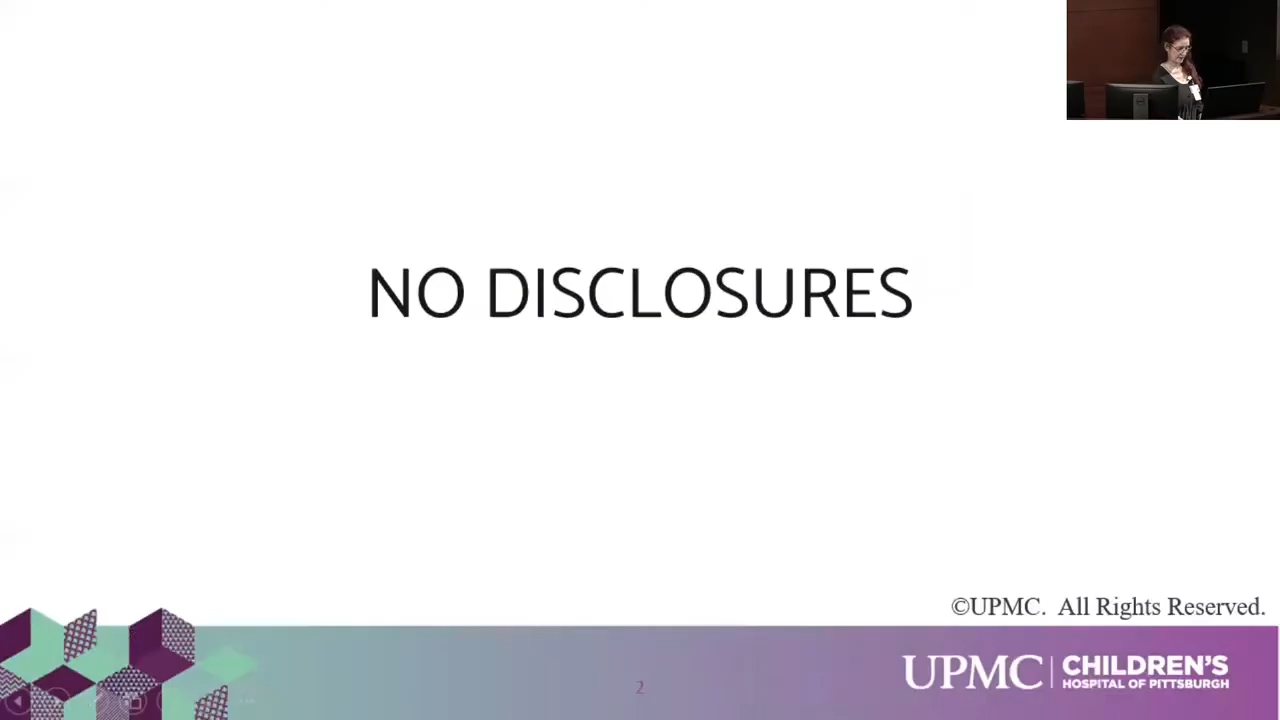 NO DISCLOSURES
©UPMC. All Rights Reserved.
2
UPMC
CHILDREN'S
HOSPITAL OF PITTSBURGH